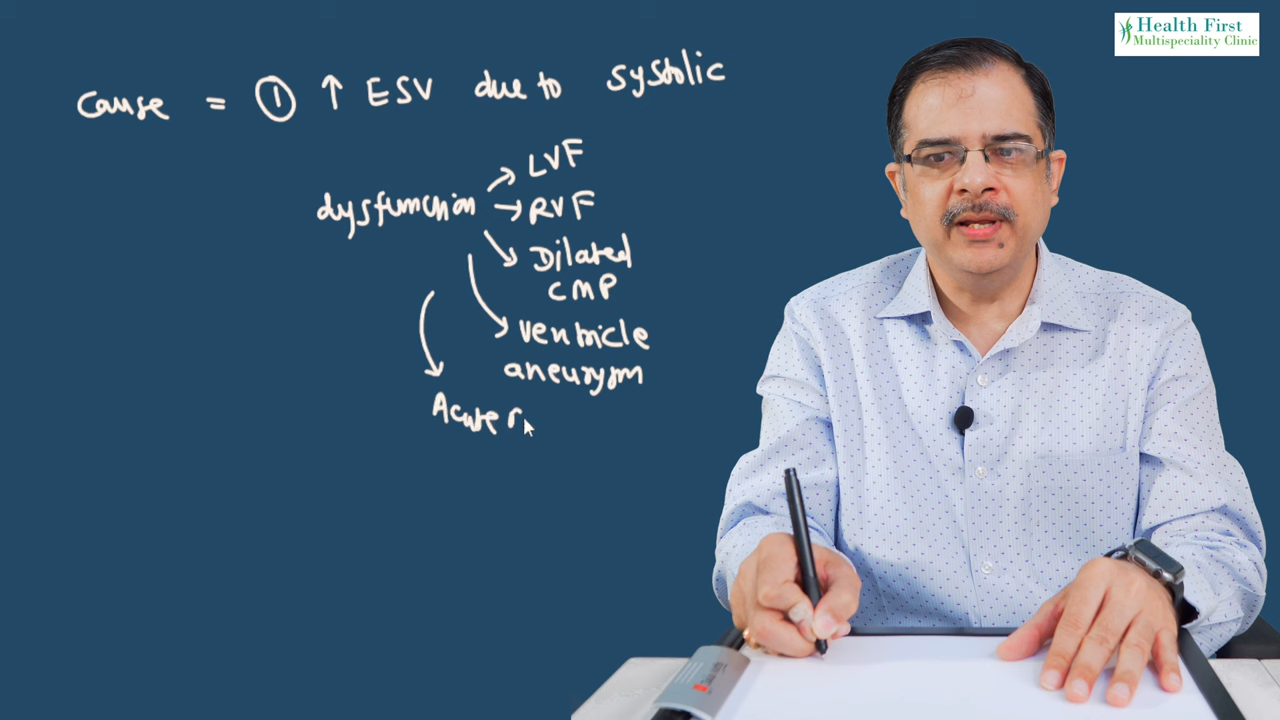 Health First
Multispeciality Clinic
Cause = ① ↑ ESV due to systolic
dysfunction → LVF
→ RVF
→ Dilated
CMP
→ ventricle
aneurysm
→ Acute r